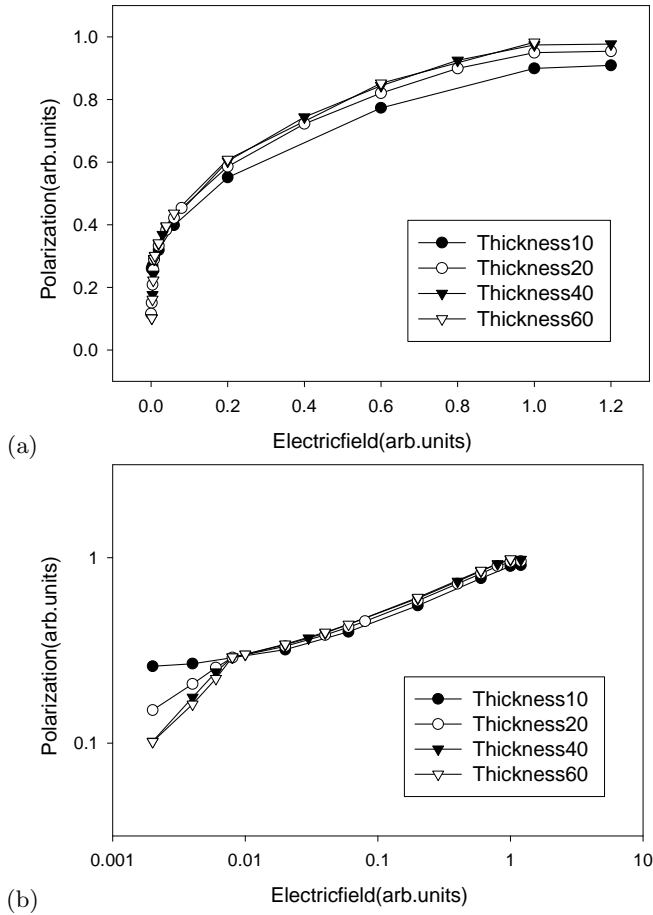 1.0
0.8
0.6
0.4
0.2
0.0
Polarization(arb.units)
Thickness10
Thickness20
Thickness40
Thickness60
0.0 0.2 0.4 0.6 0.8 1.0 1.2
Electricfield(arb.units)
(a)
1
0.1
Polarization(arb.units)
Thickness10
Thickness20
Thickness40
Thickness60
0.001 0.01 0.1 1 10
Electricfield(arb.units)
(b)